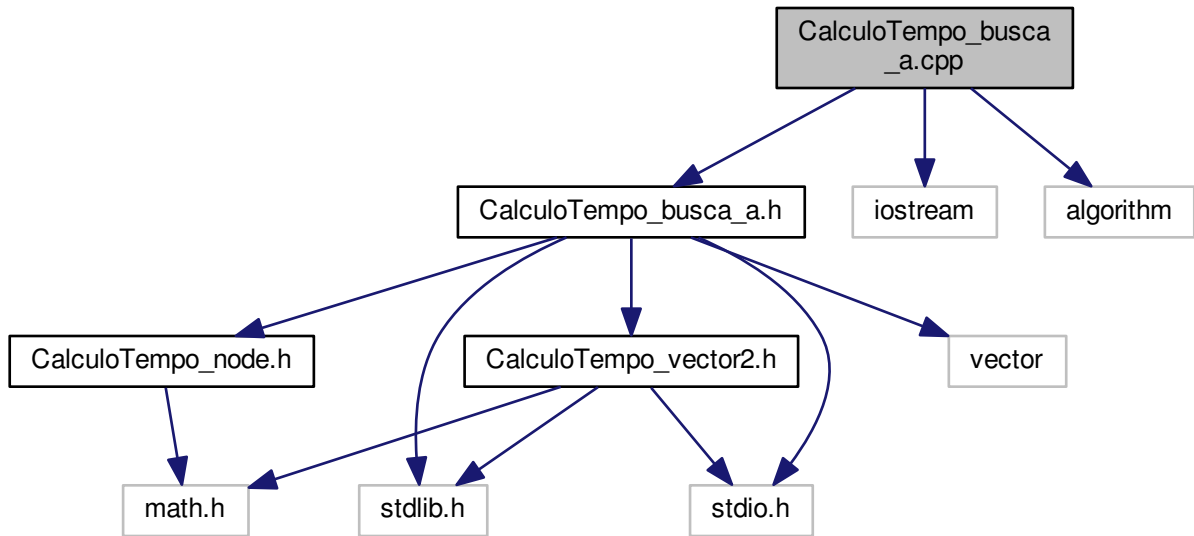 CalculoTempo_busca
_a.cpp
CalculoTempo_busca_a.h
iostream
algorithm
CalculoTempo_node.h
CalculoTempo_vector2.h
vector
math.h
stdlib.h
stdio.h